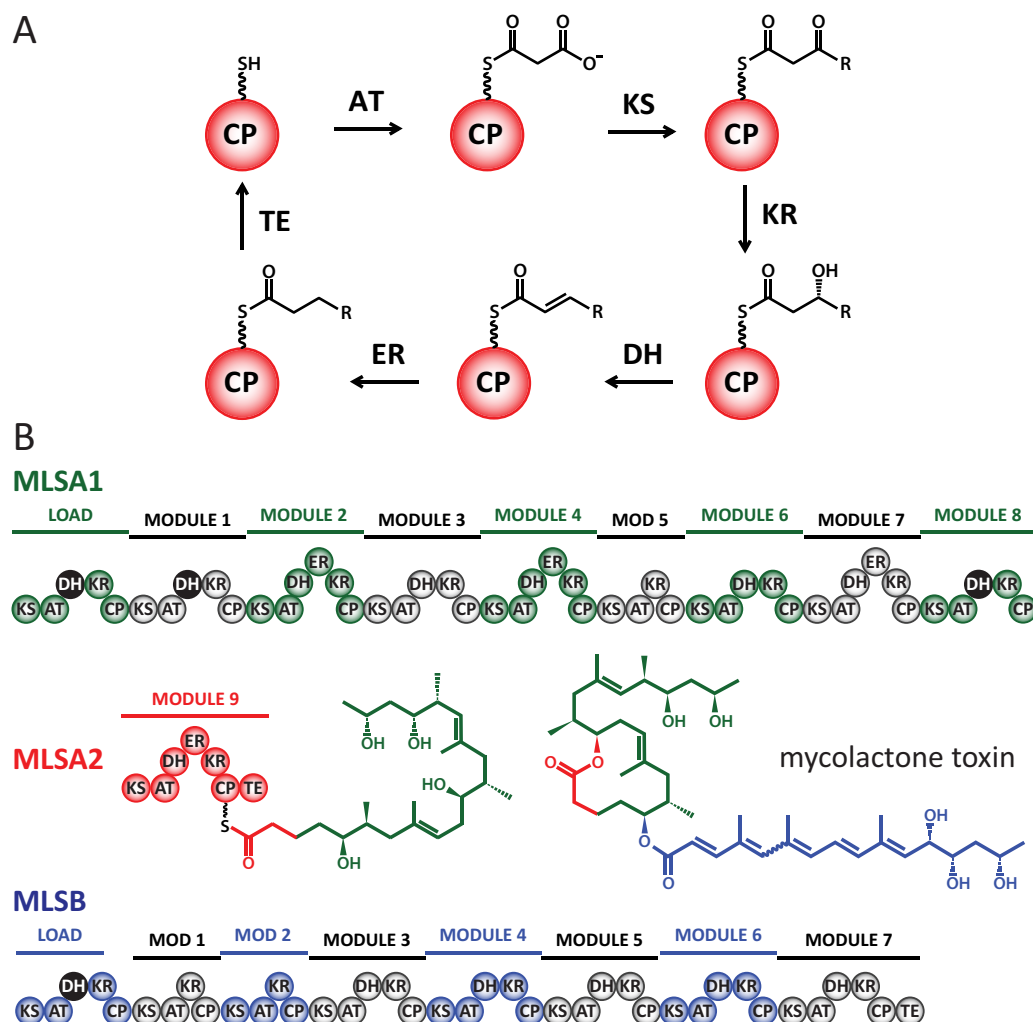 A
SH
CP
AT
O O
S O⁻
CP
KS
O O
S R
CP
TE
KR
O
S R
CP
ER
O
S R
CP
DH
O OH
S R
CP
B
MLSA1
LOAD MODULE 1 MODULE 2 MODULE 3 MODULE 4 MOD 5 MODULE 6 MODULE 7 MODULE 8
ER ER ER
DH KR DH KR DH KR DH KR DH KR KR DH KR DH KR DH KR
KS AT CP KS AT CP KS AT CP KS AT CP KS AT CP KS AT CP KS AT CP KS AT CP KS AT CP
MODULE 9
MLSA2
ER
DH KR
KS AT CP TE
S
O
OH OH
HO
OH
OH OH
O
O
O
O
OH
OH
OH
mycolactone toxin
MLSB
LOAD MOD 1 MOD 2 MODULE 3 MODULE 4 MODULE 5 MODULE 6 MODULE 7
DH KR KR KR DH KR DH KR DH KR DH KR DH KR
KS AT CP KS AT CP KS AT CP KS AT CP KS AT CP KS AT CP KS AT CP KS AT CP TE